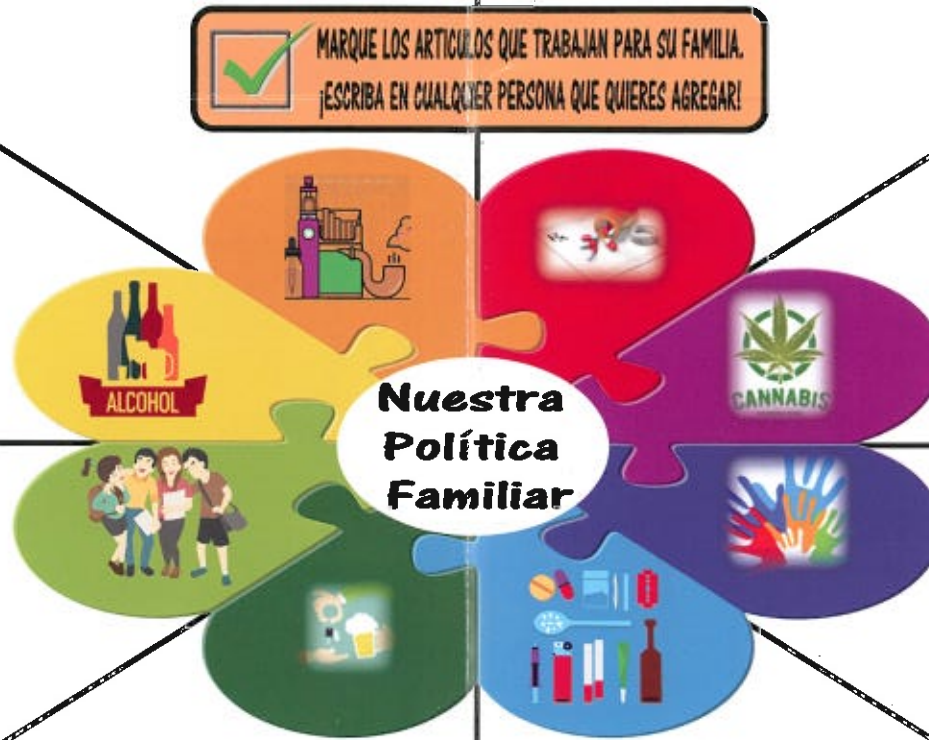 MARQUE LOS ARTICULOS QUE TRABAJAN PARA SU FAMILIA.
¡ESCRIBA EN CUALQUIER PERSONA QUE QUIERES AGREGAR!
ALCOHOL
CANNABIS
Nuestra
Política
Familiar